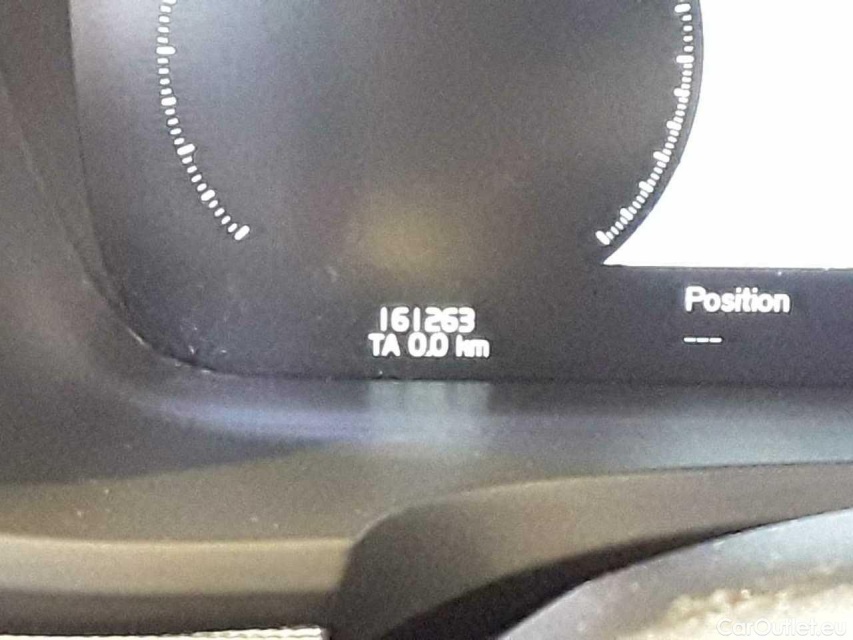 161263
TA 0.0 km
Position
---
CarOutlet.eu